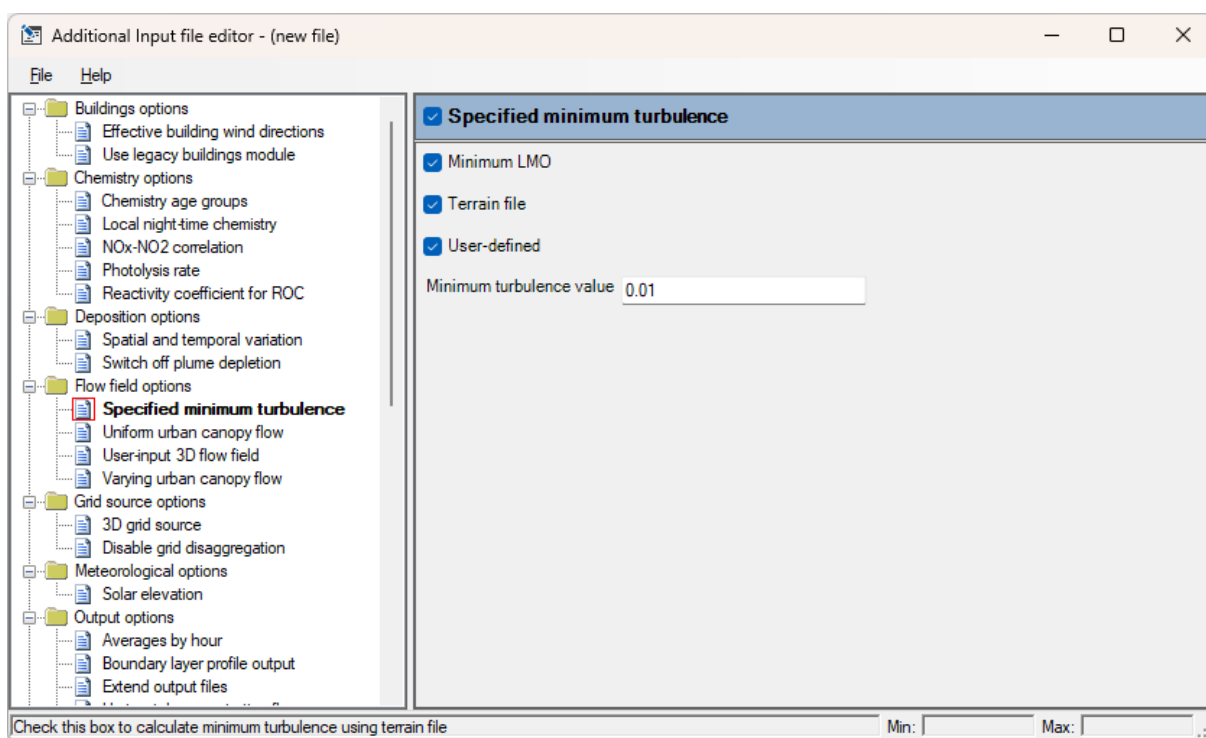 Additional Input file editor - (new file)
File Help
Buildings options
Effective building wind directions
Use legacy buildings module
Chemistry options
Chemistry age groups
Local night-time chemistry
NOx-NO2 correlation
Photolysis rate
Reactivity coefficient for ROC
Deposition options
Spatial and temporal variation
Switch off plume depletion
Flow field options
Specified minimum turbulence
Uniform urban canopy flow
User-input 3D flow field
Varying urban canopy flow
Grid source options
3D grid source
Disable grid disaggregation
Meteorological options
Solar elevation
Output options
Averages by hour
Boundary layer profile output
Extend output files
Specified minimum turbulence
Minimum LMO
Terrain file
User-defined
Minimum turbulence value 0.01
Check this box to calculate minimum turbulence using terrain file Min: Max: